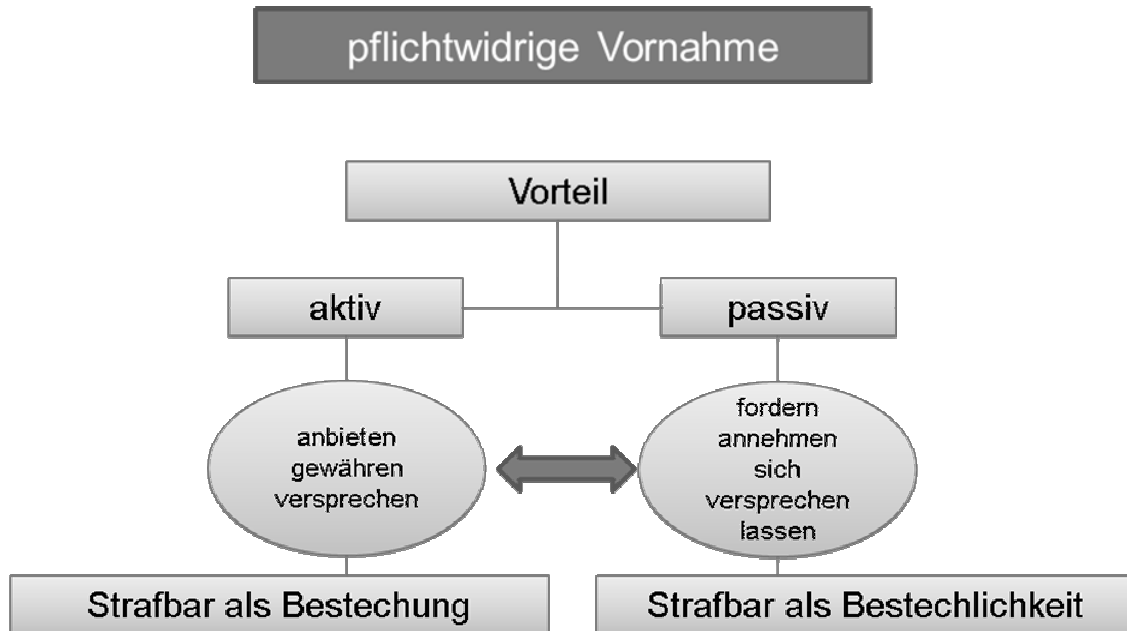 pflichtwidrige Vornahme
Vorteil
aktiv
passiv
anbieten
gewähren
versprechen
fordern
annehmen
sich
versprechen
lassen
Strafbar als Bestechung
Strafbar als Bestechlichkeit